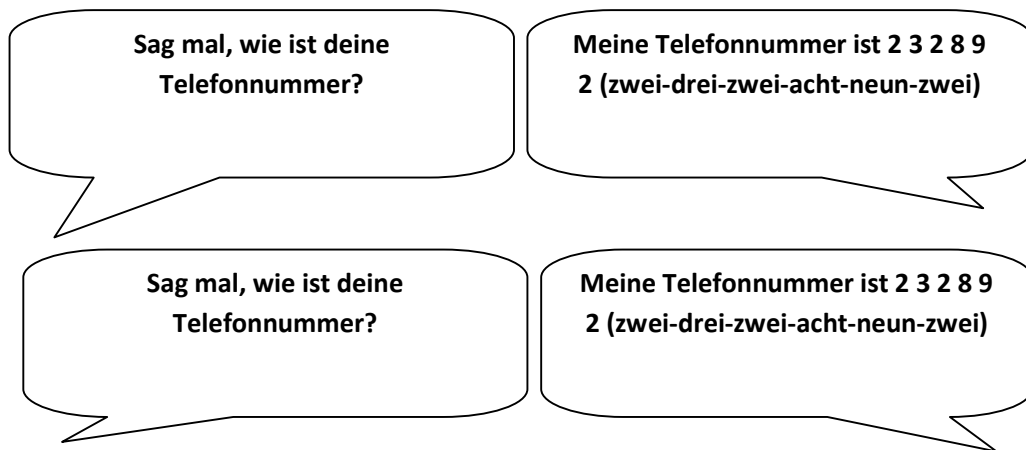 Sag mal, wie ist deine
Telefonnummer?
Meine Telefonnummer ist 2 3 2 8 9
2 (zwei-drei-zwei-acht-neun-zwei)
Sag mal, wie ist deine
Telefonnummer?
Meine Telefonnummer ist 2 3 2 8 9
2 (zwei-drei-zwei-acht-neun-zwei)